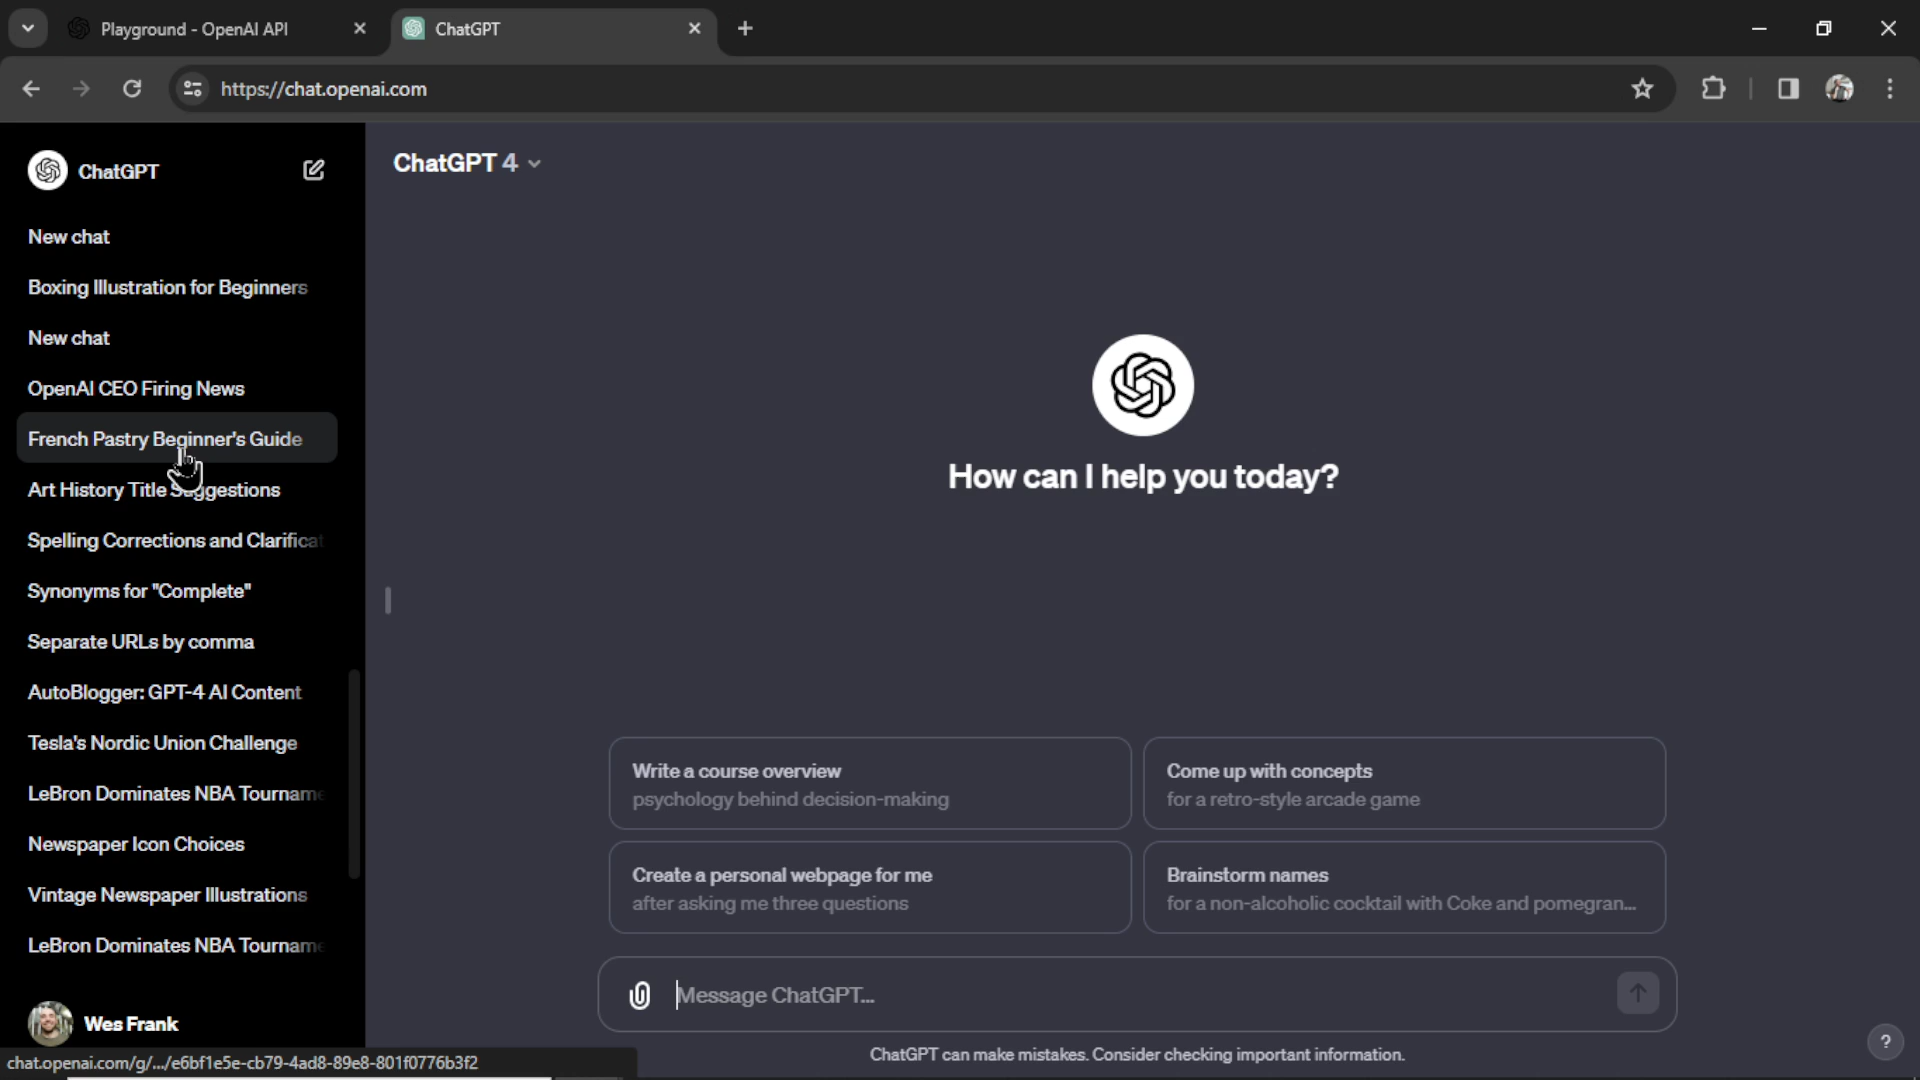 Playground - OpenAI API
ChatGPT
https://chat.openai.com
ChatGPT
ChatGPT 4
New chat
Boxing Illustration for Beginners
New chat
OpenAI CEO Firing News
French Pastry Beginner's Guide
Art History Title Suggestions
Spelling Corrections and Clarificat
Synonyms for "Complete"
Separate URLs by comma
AutoBlogger: GPT-4 AI Content
Tesla's Nordic Union Challenge
LeBron Dominates NBA Tourname
Newspaper Icon Choices
Vintage Newspaper Illustrations
LeBron Dominates NBA Tourname
Wes Frank
chat.openai.com/g/.../e6bf1e5e-cb79-4ad8-89e8-801f0776b3f2
How can I help you today?
Write a course overview
psychology behind decision-making
Come up with concepts
for a retro-style arcade game
Create a personal webpage for me
after asking me three questions
Brainstorm names
for a non-alcoholic cocktail with Coke and pomegran...
Message ChatGPT...
ChatGPT can make mistakes. Consider checking important information.
?